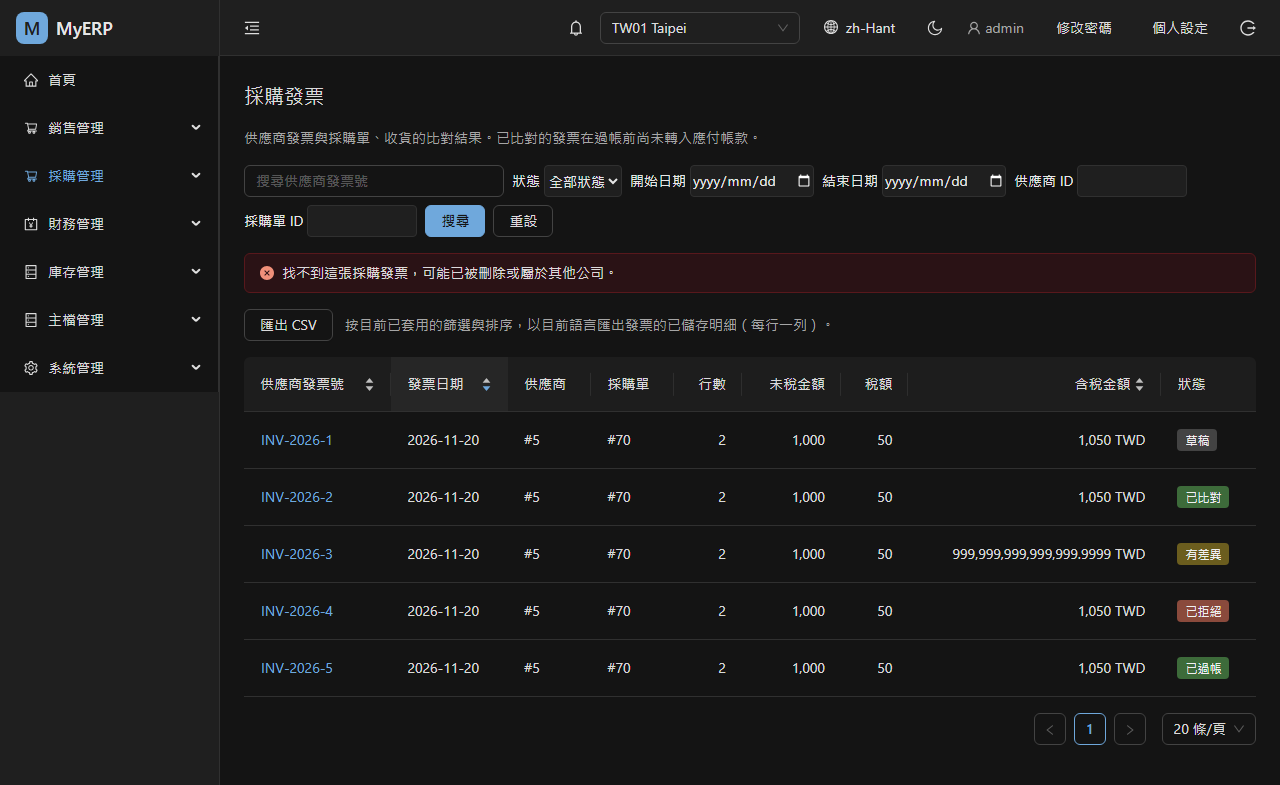 M MyERP
TW01 Taipei
zh-Hant
admin
修改密碼
個人設定
首頁
銷售管理
採購管理
財務管理
庫存管理
主檔管理
系統管理
採購發票
供應商發票與採購單、收貨的比對結果。已比對的發票在過帳前尚未轉入應付帳款。
搜尋供應商發票號 狀態 全部狀態 開始日期 yyyy/mm/dd 結束日期 yyyy/mm/dd 供應商 ID
採購單 ID 搜尋 重設
找不到這張採購發票，可能已被刪除或屬於其他公司。
匯出 CSV 按目前已套用的篩選與排序，以目前語言匯出發票的已儲存明細（每行一列）。
供應商發票號 發票日期 供應商 採購單 行數 未稅金額 稅額 含稅金額 狀態
INV-2026-1 2026-11-20 #5 #70 2 1,000 50 1,050 TWD 草稿
INV-2026-2 2026-11-20 #5 #70 2 1,000 50 1,050 TWD 已比對
INV-2026-3 2026-11-20 #5 #70 2 1,000 50 999,999,999,999,999.9999 TWD 有差異
INV-2026-4 2026-11-20 #5 #70 2 1,000 50 1,050 TWD 已拒絕
INV-2026-5 2026-11-20 #5 #70 2 1,000 50 1,050 TWD 已過帳
1 20 條/頁